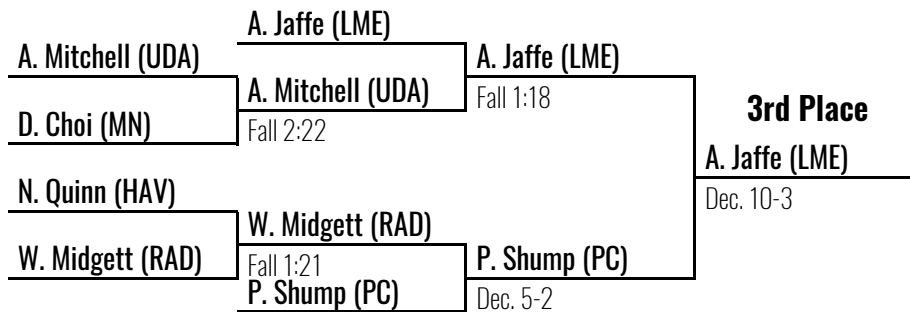 A. Jaffe (LME)
A. Mitchell (UDA)
A. Jaffe (LME)
A. Mitchell (UDA)
Fall 1:18
D. Choi (MN)
Fall 2:22
3rd Place
A. Jaffe (LME)
N. Quinn (HAV)
Dec. 10-3
W. Midgett (RAD)
W. Midgett (RAD)
Fall 1:21
P. Shump (PC)
P. Shump (PC)
Dec. 5-2